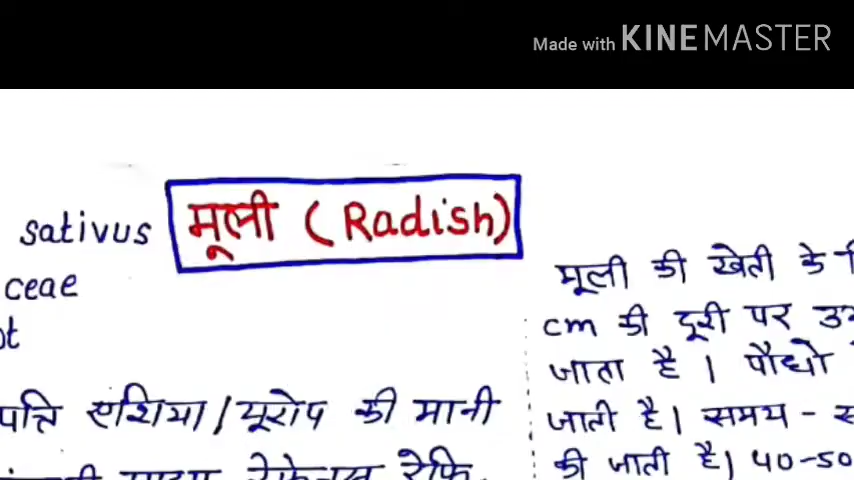 Made with KINEMASTER
मूली (Radish)
sativus
ceae
पत्ति एशिया/यूरोप की मानी
मूली की खेती के
cm की दूरी पर
जाता है । पौधो
जाती है। समय -
की जाती है। 40-50